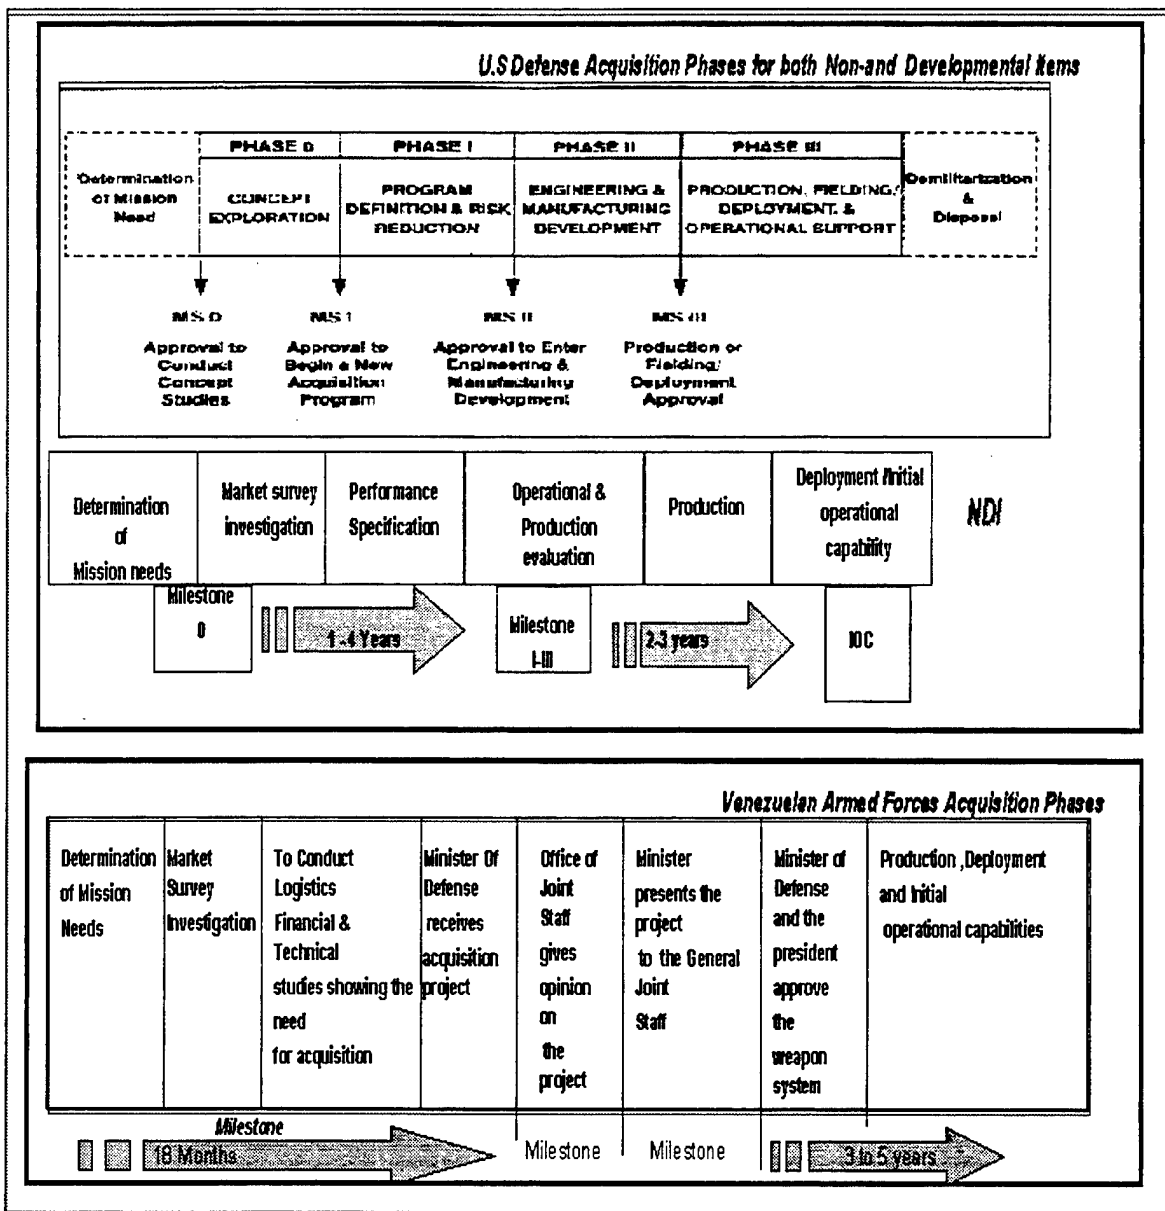 U.S Defense Acquisition Phases for both Non-and Developmental Items
PHASE 0
PHASE I
PHASE II
PHASE III
Determination
of Mission
Need
CONCEPT
EXPLORATION
PROGRAM
DEFINITION & RISK
REDUCTION
ENGINEERING &
MANUFACTURING
DEVELOPMENT
PRODUCTION, FIELDING/
DEPLOYMENT, &
OPERATIONAL SUPPORT
Demilitarization
&
Disposal
MS 0
Approval to
Conduct
Concept
Studies
MS I
Approval to
Begin a New
Acquisition
Program
MS II
Approval to Enter
Engineering &
Manufacturing
Development
MS III
Production or
Fielding/
Deployment
Approval
Determination
of
Mission needs
Market survey
investigation
Performance
Specification
Operational &
Production
evaluation
Production
Deployment /Initial
operational
capability
NDI
Milestone
0
1 -4 Years
Milestone
I-III
2-3 years
IOC
Venezuelan Armed Forces Acquisition Phases
Determination
of Mission
Needs
Market
Survey
Investigation
To Conduct
Logistics
Financial &
Technical
studies showing the
need
for acquisition
Minister Of
Defense
receives
acquisition
project
Office of
Joint
Staff
gives
opinion
on
the
project
Minister
presents the
project
to the General
Joint
Staff
Minister of
Defense
and the
president
approve
the
weapon
system
Production ,Deployment
and Initial
operational capabilities
Milestone
18 Months
Milestone
Milestone
3 to 5 years